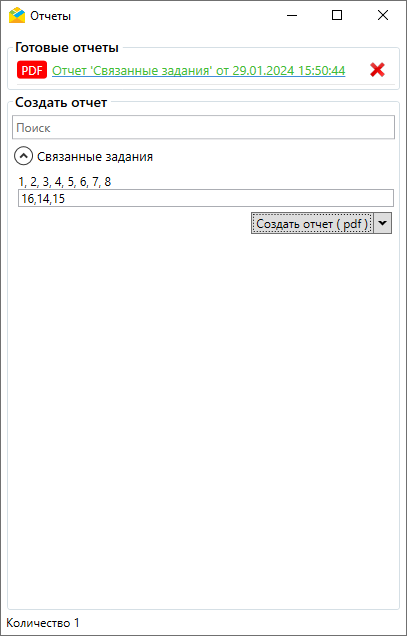 Отчеты
Готовые отчеты
PDF Отчет 'Связанные задания' от 29.01.2024 15:50:44
Создать отчет
Поиск
Связанные задания
1, 2, 3, 4, 5, 6, 7, 8
16,14,15
Создать отчет ( pdf )
Количество 1